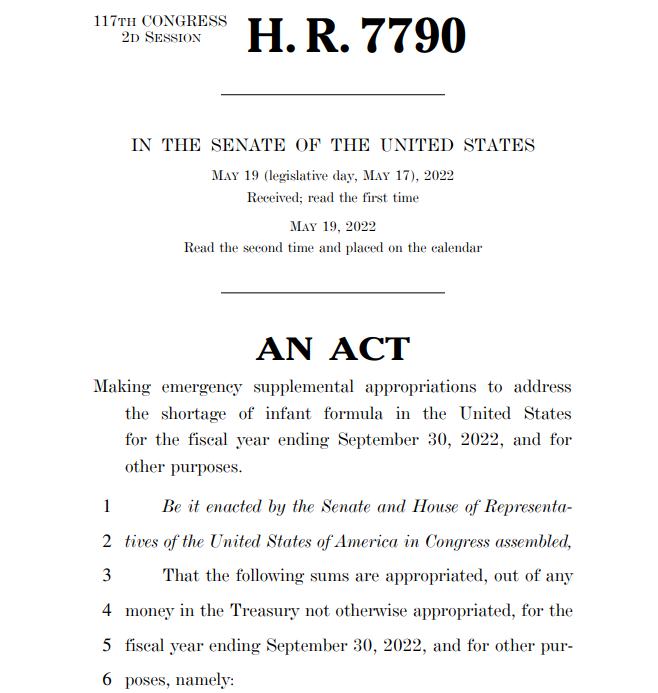 117TH CONGRESS
2D SESSION
H. R. 7790
IN THE SENATE OF THE UNITED STATES
MAY 19 (legislative day, MAY 17), 2022
Received; read the first time
MAY 19, 2022
Read the second time and placed on the calendar
AN ACT
Making emergency supplemental appropriations to address
the shortage of infant formula in the United States
for the fiscal year ending September 30, 2022, and for
other purposes.
1 Be it enacted by the Senate and House of Representa-
2 tives of the United States of America in Congress assembled,
3 That the following sums are appropriated, out of any
4 money in the Treasury not otherwise appropriated, for the
5 fiscal year ending September 30, 2022, and for other pur-
6 poses, namely: